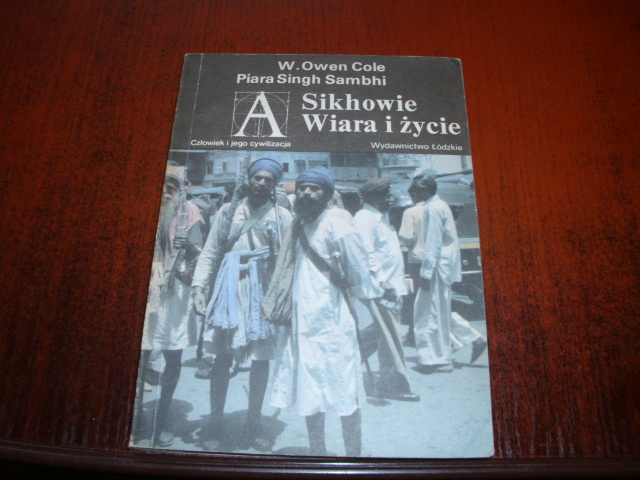 W. Owen Cole
Piara Singh Sambhi
A
Sikhowie
Wiara i życie
Człowiek i jego cywilizacja
Wydawnictwo Łódzkie